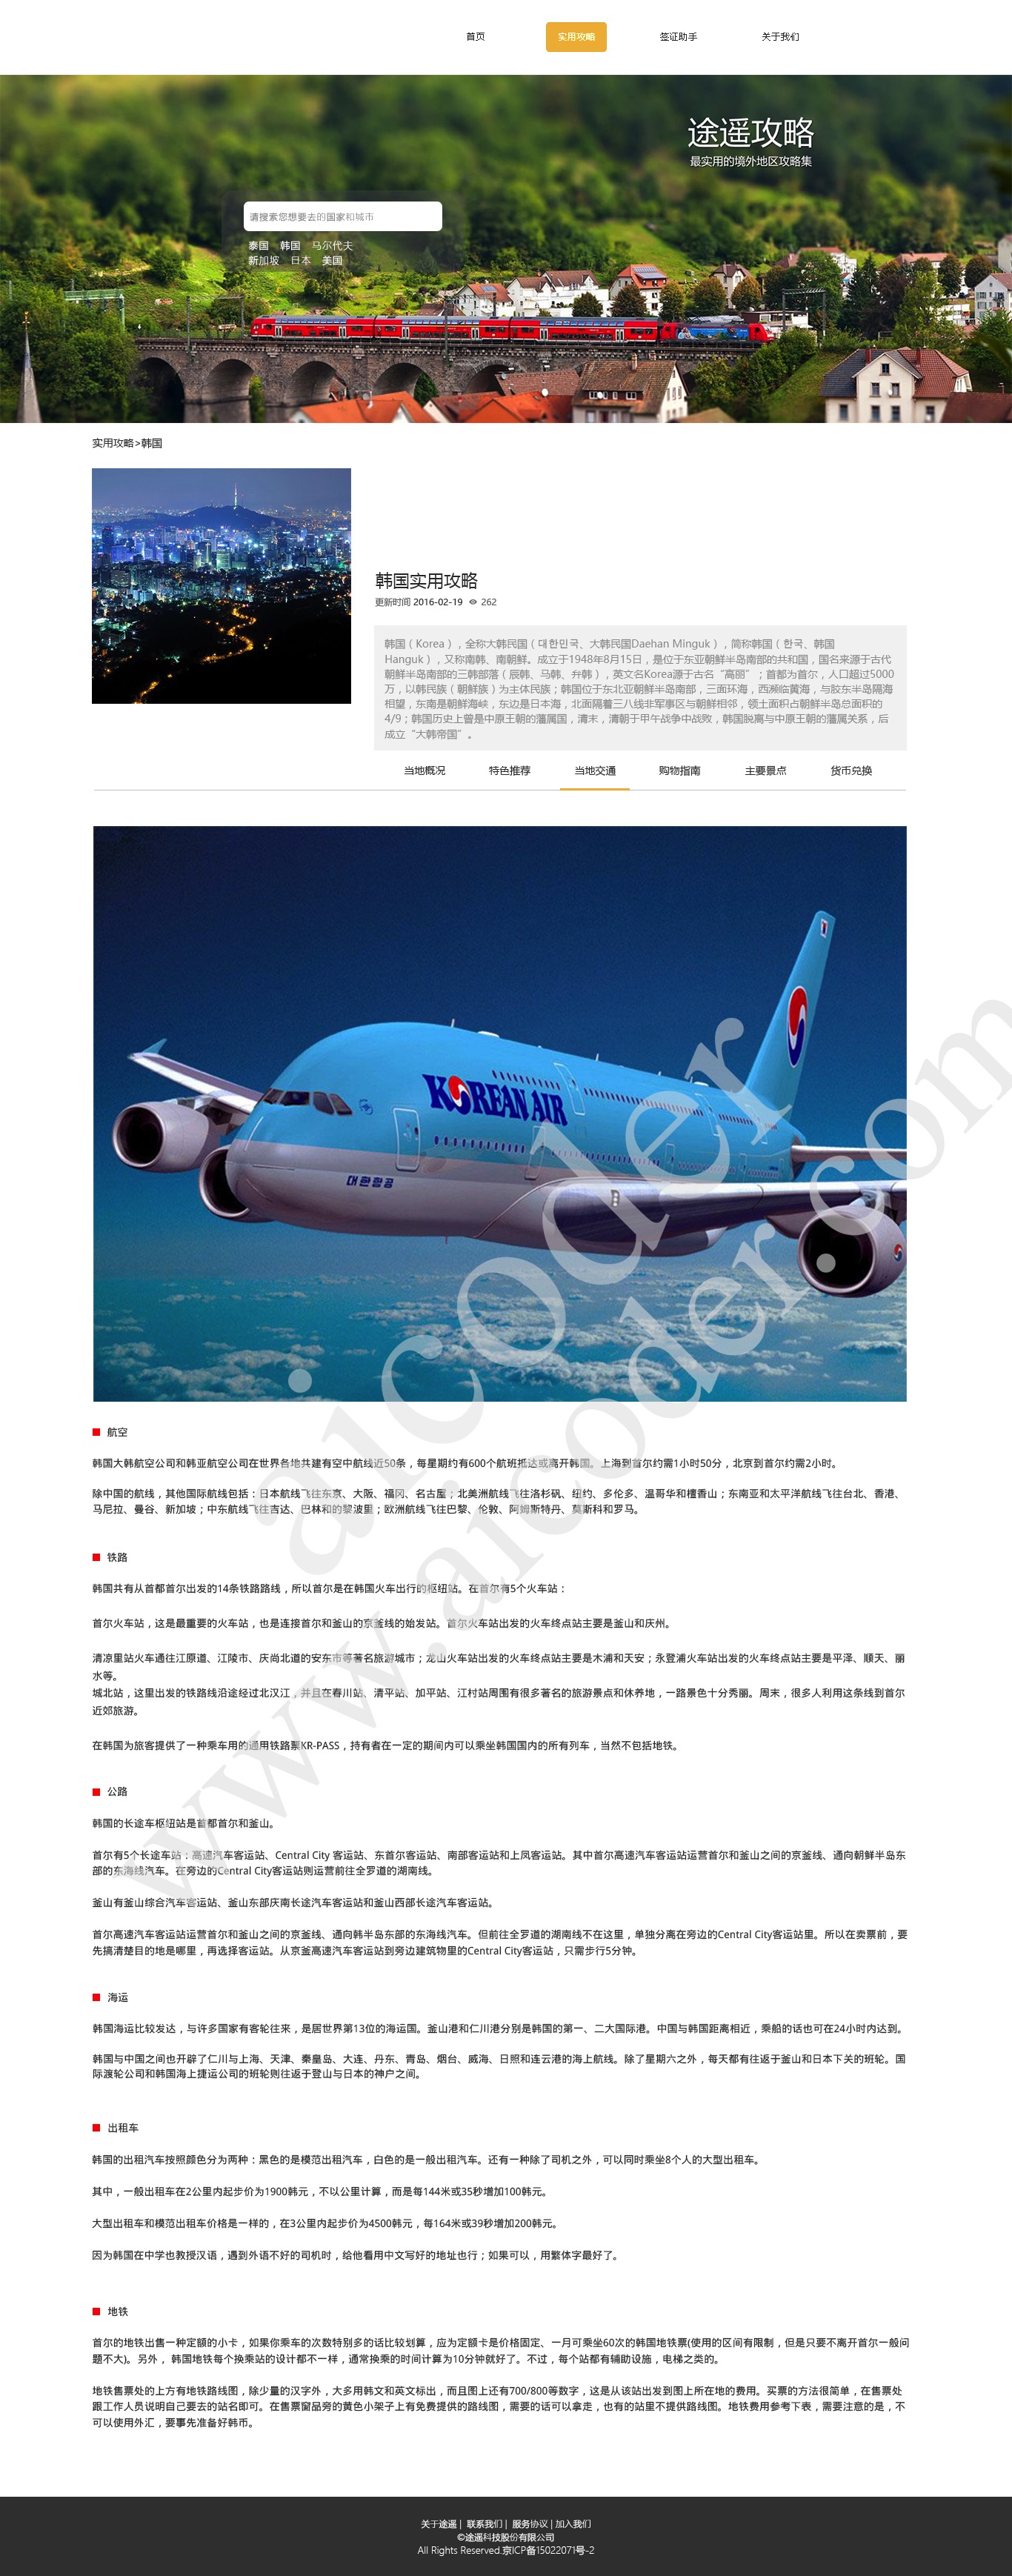 首页
实用攻略
签证助手
关于我们
途遥攻略
最实用的境外地区攻略集
请搜素您想要去的国家和城市
泰国 韩国 马尔代夫
新加坡 日本 美国
实用攻略>韩国
韩国实用攻略
更新时间 2016-02-19 262
韩国（Korea），全称大韩民国（대한민국、大韩民国Daehan Minguk），简称韩国（한국、韩国
Hanguk），又称南韩、南朝鲜。成立于1948年8月15日，是位于东亚朝鲜半岛南部的共和国，国名来源于古代
朝鲜半岛南部的三韩部落（辰韩、马韩、弁韩），英文名Korea源于古名“高丽”；首都为首尔，人口超过5000
万，以韩民族（朝鲜族）为主体民族；韩国位于东北亚朝鲜半岛南部，三面环海，西濒临黄海，与胶东半岛隔海
相望，东南是朝鲜海峡，东边是日本海，北面隔着三八线非军事区与朝鲜相邻，领土面积占朝鲜半岛总面积的
4/9；韩国历史上曾是中原王朝的藩属国，清末，清朝于甲午战争中战败，韩国脱离与中原王朝的藩属关系，后
成立“大韩帝国”。
当地概况 特色推荐 当地交通 购物指南 主要景点 货币兑换
KOREAN AIR
대한항공
aicoder
www.aicoder.com
航空
韩国大韩航空公司和韩亚航空公司在世界各地共建有空中航线近50条，每星期约有600个航班抵达或离开韩国。上海到首尔约需1小时50分，北京到首尔约需2小时。
除中国的航线，其他国际航线包括：日本航线飞往东京、大阪、福冈、名古屋；北美洲航线飞往洛杉矶、纽约、多伦多、温哥华和檀香山；东南亚和太平洋航线飞往台北、香港、
马尼拉、曼谷、新加坡；中东航线飞往吉达、巴林和的黎波里；欧洲航线飞往巴黎、伦敦、阿姆斯特丹、莫斯科和罗马。
铁路
韩国共有从首都首尔出发的14条铁路路线，所以首尔是在韩国火车出行的枢纽站。在首尔有5个火车站：
首尔火车站，这是最重要的火车站，也是连接首尔和釜山的京釜线的始发站。首尔火车站出发的火车终点站主要是釜山和庆州。
清凉里站火车通往江原道、江陵市、庆尚北道的安东市等著名旅游城市；龙山火车站出发的火车终点站主要是木浦和天安；永登浦火车站出发的火车终点站主要是平泽、顺天、丽
水等。
城北站，这里出发的铁路线沿途经过北汉江，并且在春川站、清平站、加平站、江村站周围有很多著名的旅游景点和休养地，一路景色十分秀丽。周末，很多人利用这条线到首尔
近郊旅游。
在韩国为旅客提供了一种乘车用的通用铁路票KR-PASS，持有者在一定的期间内可以乘坐韩国国内的所有列车，当然不包括地铁。
公路
韩国的长途车枢纽站是首都首尔和釜山。
首尔有5个长途车站：高速汽车客运站、Central City 客运站、东首尔客运站、南部客运站和上凤客运站。其中首尔高速汽车客运站运营首尔和釜山之间的京釜线、通向朝鲜半岛东
部的东海线汽车。在旁边的Central City客运站则运营前往全罗道的湖南线。
釜山有釜山综合汽车客运站、釜山东部庆南长途汽车客运站和釜山西部长途汽车客运站。
首尔高速汽车客运站运营首尔和釜山之间的京釜线、通向韩半岛东部的东海线汽车。但前往全罗道的湖南线不在这里，单独分离在旁边的Central City客运站里。所以在卖票前，要
先搞清楚目的地是哪里，再选择客运站。从京釜高速汽车客运站到旁边建筑物里的Central City客运站，只需步行5分钟。
海运
韩国海运比较发达，与许多国家有客轮往来，是居世界第13位的海运国。釜山港和仁川港分别是韩国的第一、二大国际港。中国与韩国距离相近，乘船的话也可在24小时内达到。
韩国与中国之间也开辟了仁川与上海、天津、秦皇岛、大连、丹东、青岛、烟台、威海、日照和连云港的海上航线。除了星期六之外，每天都有往返于釜山和日本下关的班轮。国
际渡轮公司和韩国海上捷运公司的班轮则往返于登山与日本的神户之间。
出租车
韩国的出租汽车按照颜色分为两种：黑色的是模范出租汽车，白色的是一般出租汽车。还有一种除了司机之外，可以同时乘坐8个人的大型出租车。
其中，一般出租车在2公里内起步价为1900韩元，不以公里计算，而是每144米或35秒增加100韩元。
大型出租车和模范出租车价格是一样的，在3公里内起步价为4500韩元，每164米或39秒增加200韩元。
因为韩国在中学也教授汉语，遇到外语不好的司机时，给他看用中文写好的地址也行；如果可以，用繁体字最好了。
地铁
首尔的地铁出售一种定额的小卡，如果你乘车的次数特别多的话比较划算，应为定额卡是价格固定、一月可乘坐60次的韩国地铁票(使用的区间有限制，但是只要不离开首尔一般问
题不大)。另外， 韩国地铁每个换乘站的设计都不一样，通常换乘的时间计算为10分钟就好了。不过，每个站都有辅助设施，电梯之类的。
地铁售票处的上方有地铁路线图，除少量的汉字外，大多用韩文和英文标出，而且图上还有700/800等数字，这是从该站出发到图上所在地的费用。买票的方法很简单，在售票处
跟工作人员说明自己要去的站名即可。在售票窗品旁的黄色小架子上有免费提供的路线图，需要的话可以拿走，也有的站里不提供路线图。地铁费用参考下表，需要注意的是，不
可以使用外汇，要事先准备好韩币。
关于途遥 | 联系我们 | 服务协议 | 加入我们
©途遥科技股份有限公司
All Rights Reserved.京ICP备15022071号-2